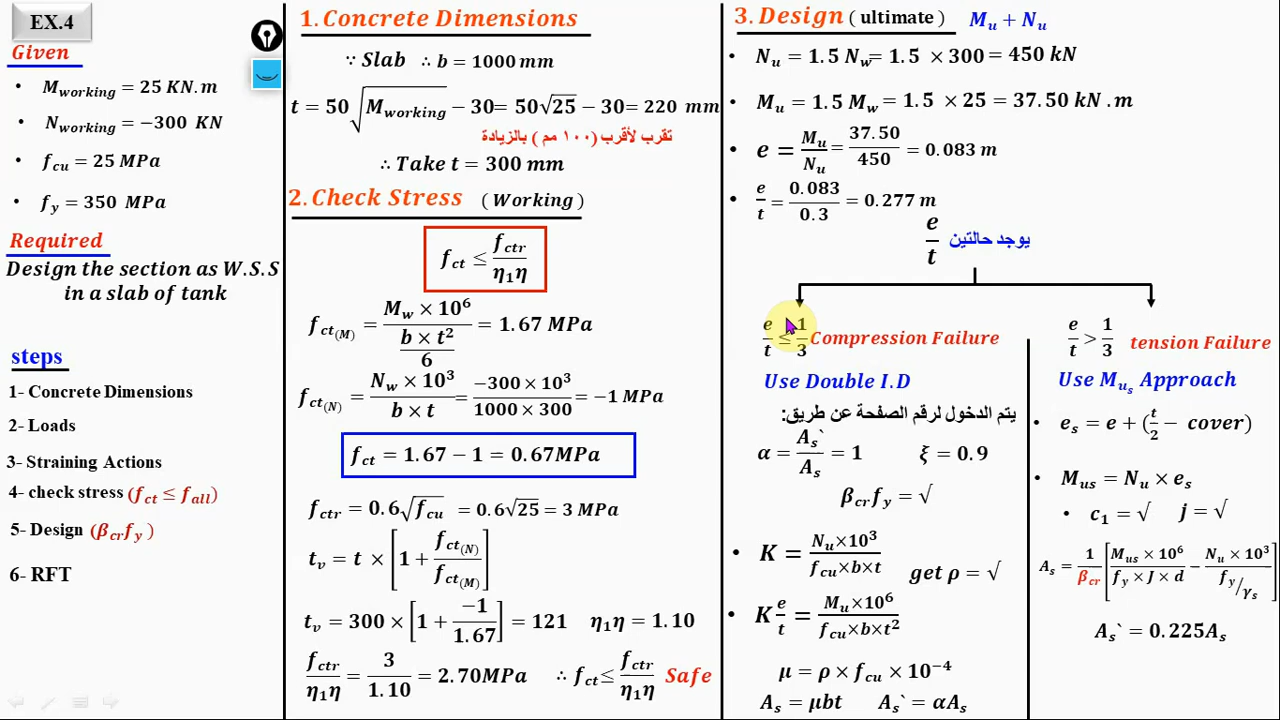 EX.4
Given
• M_working = 25 KN.m
• N_working = −300 KN
• f_cu = 25 MPa
• f_y = 350 MPa
Required
Design the section as W.S.S
in a slab of tank
steps
1- Concrete Dimensions
2- Loads
3- Straining Actions
4- check stress (f_ct ≤ f_all)
5- Design (β_cr f_y)
6- RFT
1. Concrete Dimensions
∵ Slab ∴ b = 1000 mm
t = 50√M_working − 30 = 50√25 − 30 = 220 mm
تقرب لأقرب (١٠٠ مم) بالزيادة
∴ Take t = 300 mm
2. Check Stress (Working)
f_ct ≤ f_ctr / η₁η
f_ct(M) = M_w × 10⁶ / (b × t² / 6) = 1.67 MPa
f_ct(N) = N_w × 10³ / b × t = −300 × 10³ / 1000 × 300 = −1 MPa
f_ct = 1.67 − 1 = 0.67MPa
f_ctr = 0.6√f_cu = 0.6√25 = 3 MPa
t_v = t × [1 + f_ct(N) / f_ct(M)]
t_v = 300 × [1 + −1 / 1.67] = 121 η₁η = 1.10
f_ctr / η₁η = 3 / 1.10 = 2.70MPa ∴ f_ct ≤ f_ctr / η₁η Safe
3. Design (ultimate) M_u + N_u
• N_u = 1.5 N_w = 1.5 × 300 = 450 kN
• M_u = 1.5 M_w = 1.5 × 25 = 37.50 kN.m
• e = M_u / N_u = 37.50 / 450 = 0.083 m
• e / t = 0.083 / 0.3 = 0.277 m
e / t يوجد حالتين
e / t ≤ 1 / 3 Compression Failure
Use Double I.D
يتم الدخول لرقم الصفحة عن طريق:
α = A_s` / A_s = 1 ξ = 0.9
β_cr f_y = √
• K = N_u×10³ / f_cu×b×t get ρ = √
• K e / t = M_u×10⁶ / f_cu×b×t²
μ = ρ × f_cu × 10⁻⁴
A_s = μbt A_s` = αA_s
e / t > 1 / 3 tension Failure
Use M_us Approach
• e_s = e + (t / 2 − cover)
• M_us = N_u × e_s
• c₁ = √ j = √
A_s = 1 / β_cr [M_us × 10⁶ / f_y × J × d − N_u × 10³ / f_y/γ_s]
A_s` = 0.225A_s